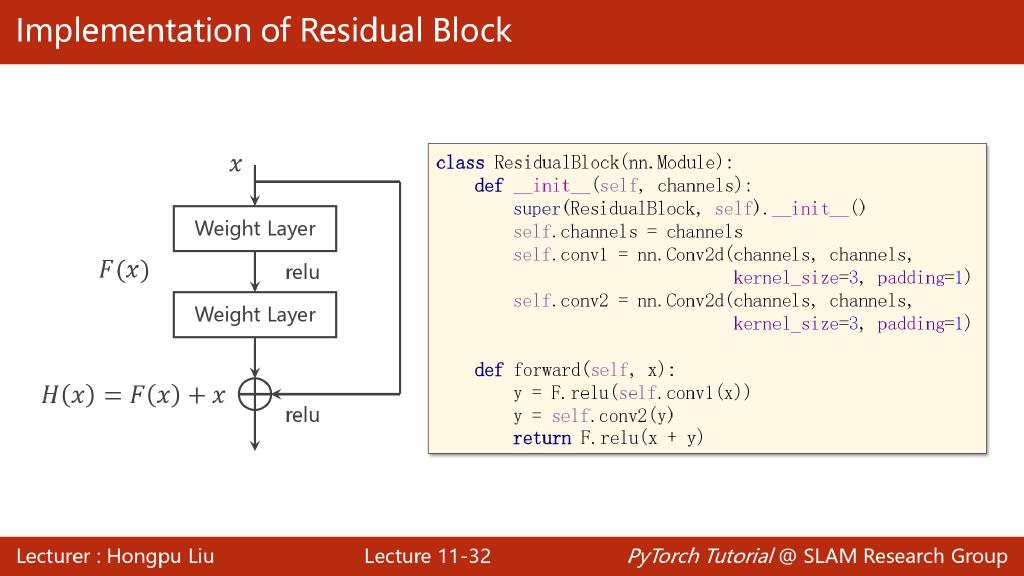 Implementation of Residual Block
x
Weight Layer
F(x)
relu
Weight Layer
H(x) = F(x) + x
relu
class ResidualBlock(nn.Module):
    def __init__(self, channels):
        super(ResidualBlock, self).__init__()
        self.channels = channels
        self.conv1 = nn.Conv2d(channels, channels,
                               kernel_size=3, padding=1)
        self.conv2 = nn.Conv2d(channels, channels,
                               kernel_size=3, padding=1)
    def forward(self, x):
        y = F.relu(self.conv1(x))
        y = self.conv2(y)
        return F.relu(x + y)
Lecturer : Hongpu Liu
Lecture 11-32
PyTorch Tutorial @ SLAM Research Group